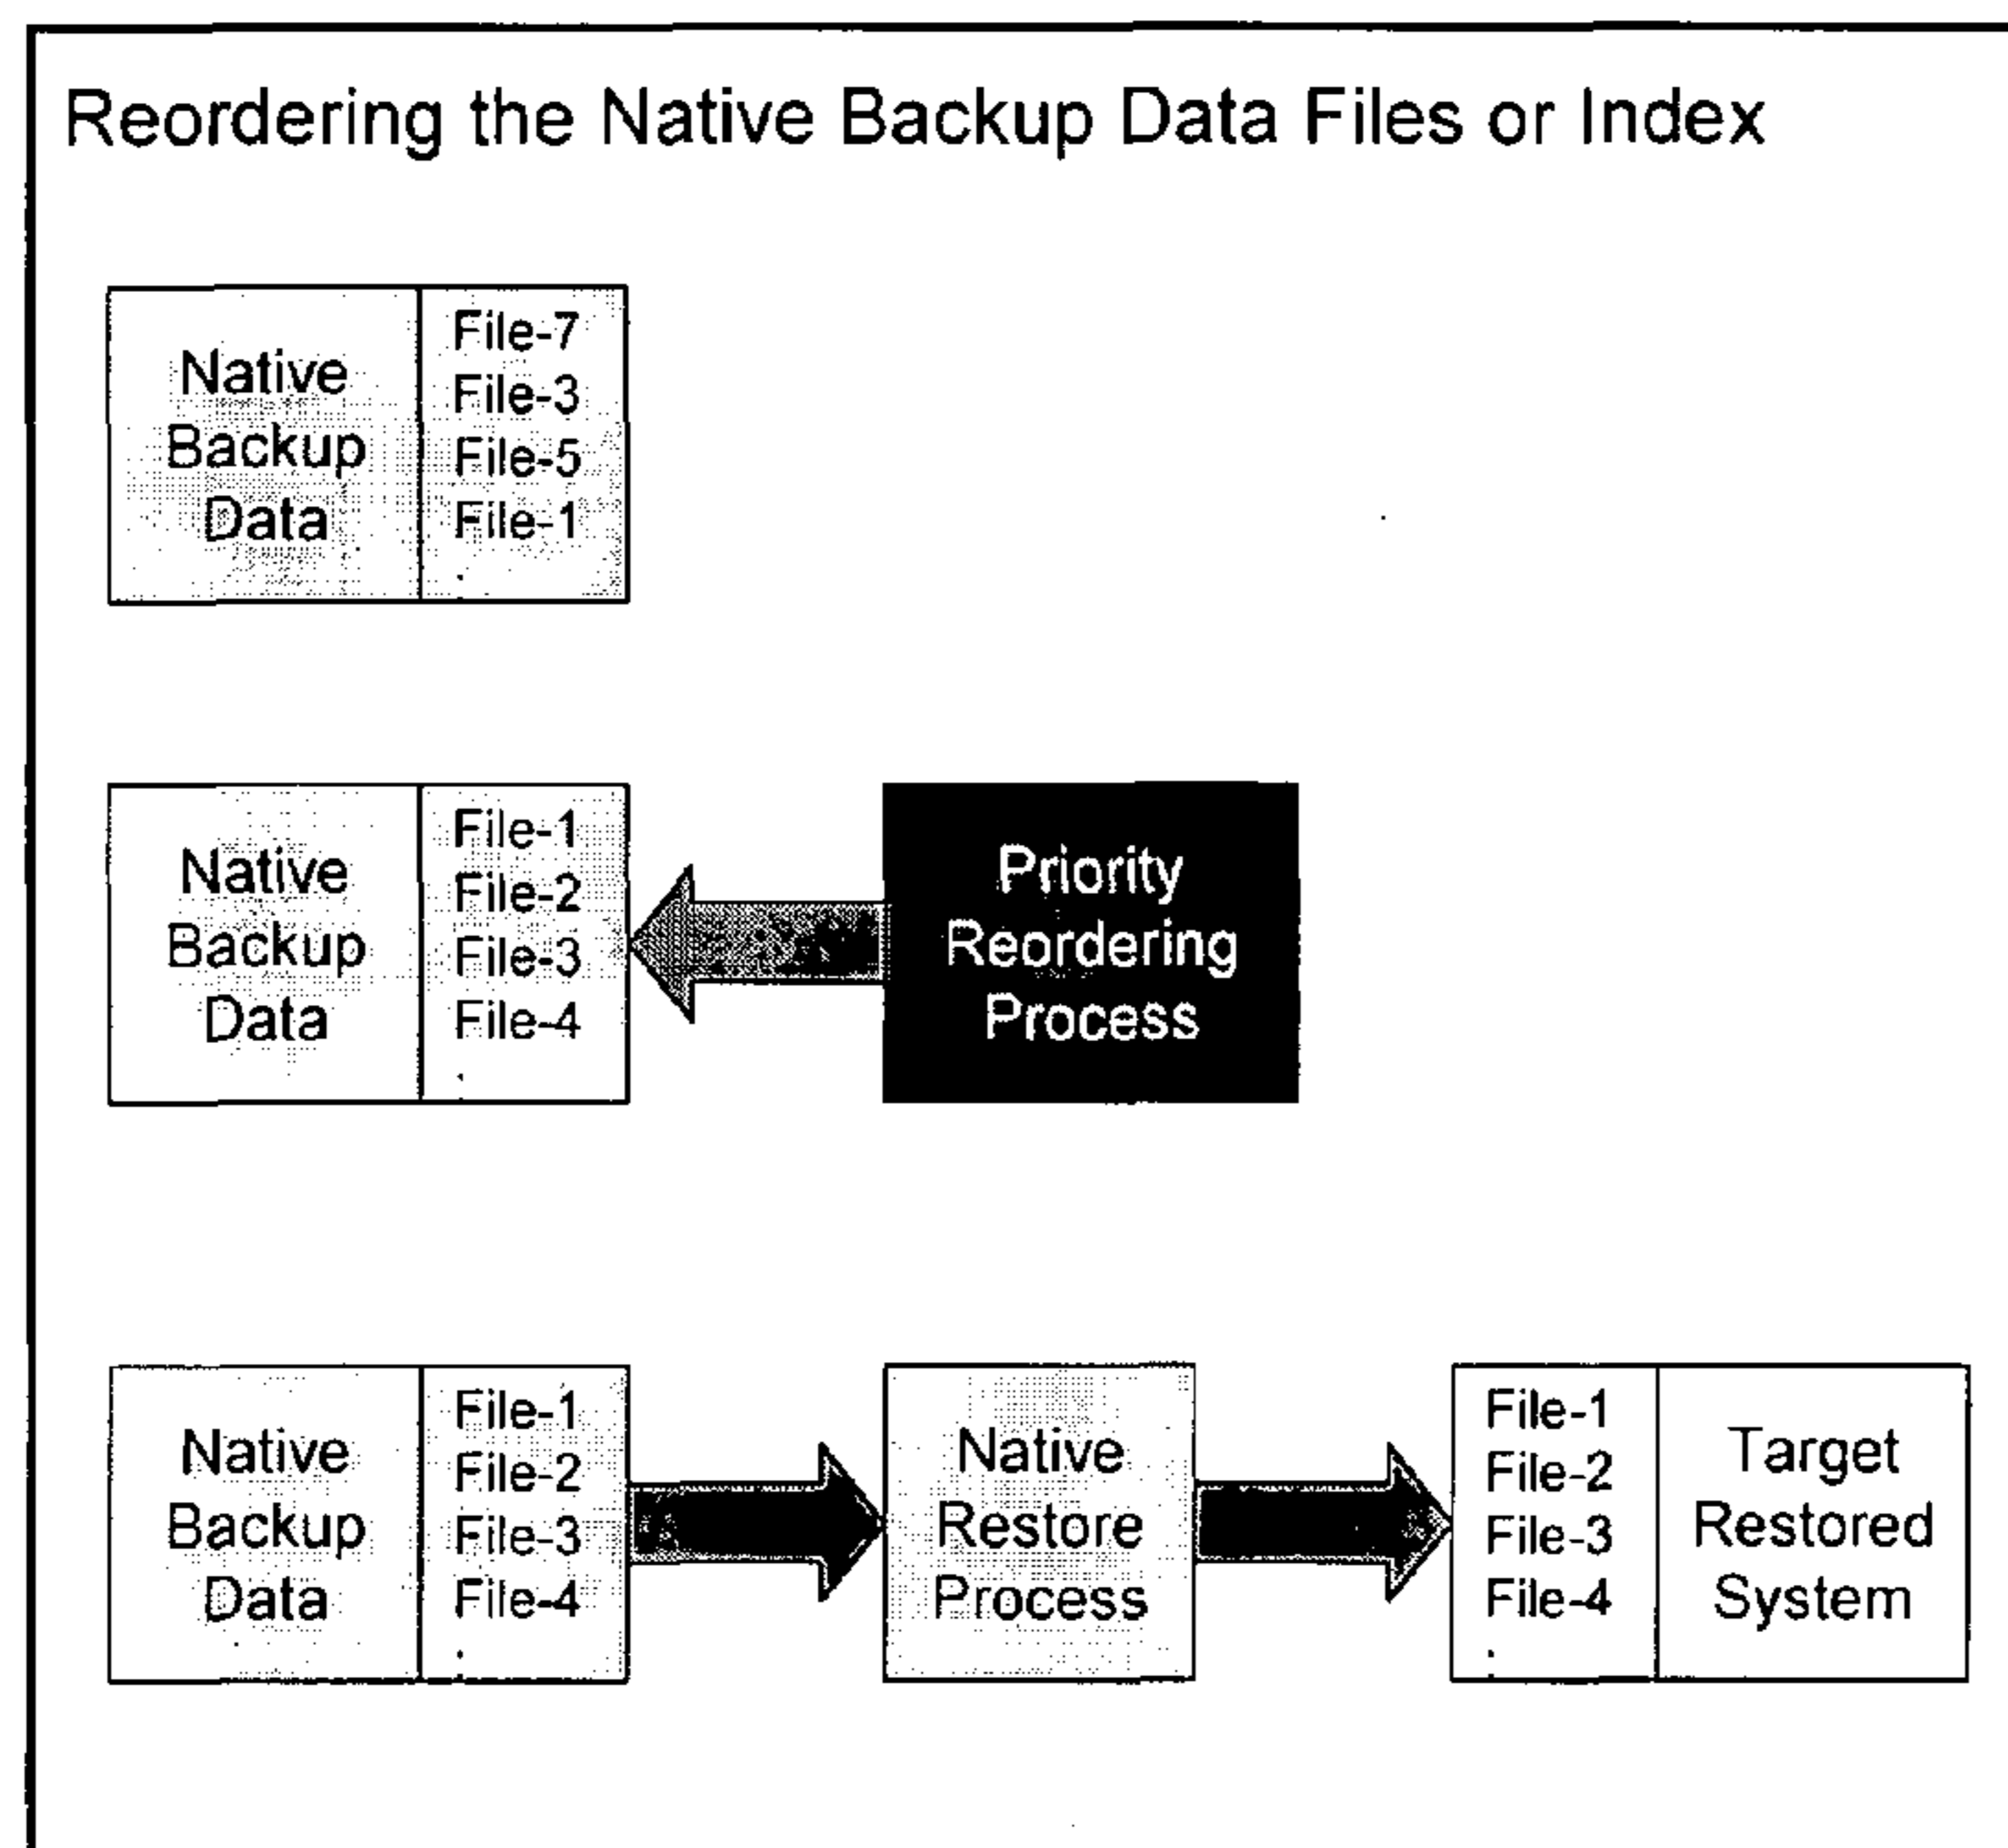 Reordering the Native Backup Data Files or Index
Native
Backup
Data
File-7
File-3
File-5
File-1
.
Native
Backup
Data
File-1
File-2
File-3
File-4
.
Priority
Reordering
Process
Native
Backup
Data
File-1
File-2
File-3
File-4
.
Native
Restore
Process
File-1
File-2
File-3
File-4
.
Target
Restored
System